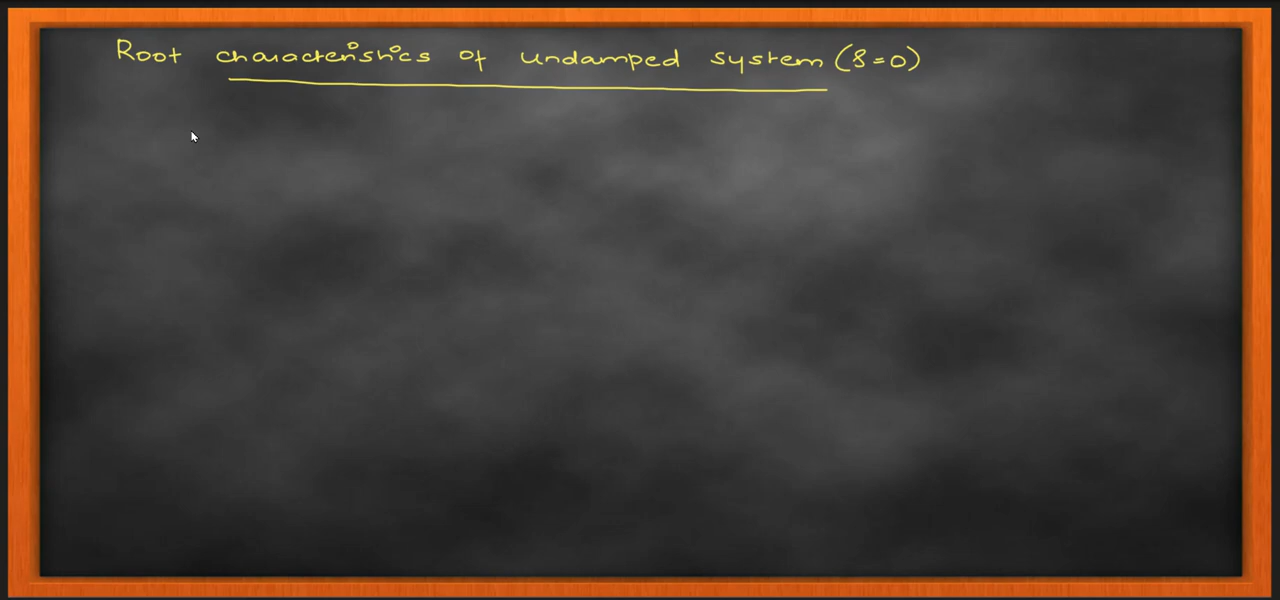 Root characteristics of undamped system (ξ=0)